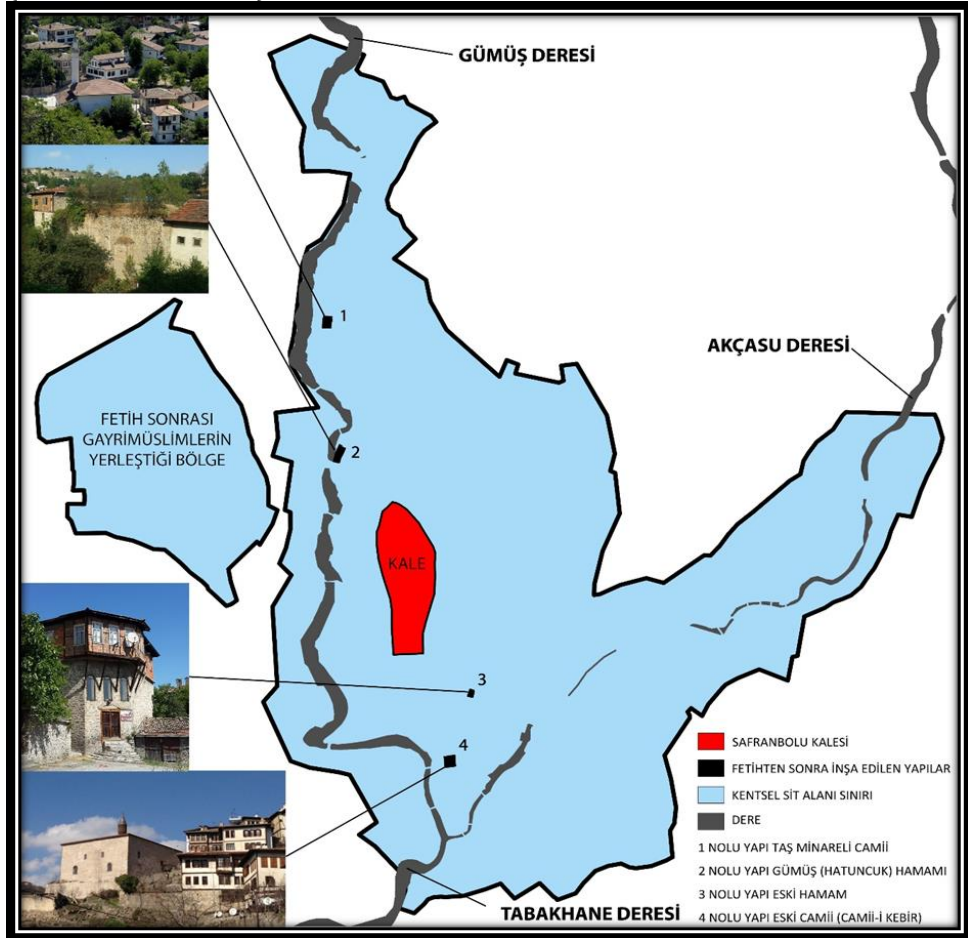 GÜMÜŞ DERESİ
1
AKÇASU DERESİ
FETİH SONRASI
GAYRİMÜSLİMLERİN
YERLEŞTİĞİ BÖLGE
2
KALE
3
4
SAFRANBOLU KALESİ
FETİHTEN SONRA İNŞA EDİLEN YAPILAR
KENTSEL SİT ALANI SINIRI
DERE
1 NOLU YAPI TAŞ MİNARELİ CAMİİ
2 NOLU YAPI GÜMÜŞ (HATUNCUK) HAMAMI
3 NOLU YAPI ESKİ HAMAM
4 NOLU YAPI ESKİ CAMİİ (CAMİİ-İ KEBİR)
TABAKHANE DERESİ